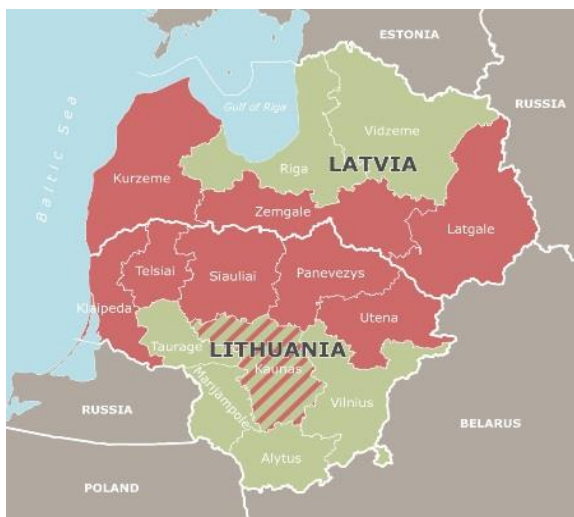 ESTONIA
RUSSIA
Gulf of Riga
Baltic Sea
Vidzeme
Riga
LATVIA
Kurzeme
Zemgale
Latgale
Telsiai
Siauliai
Panevezys
Klaipeda
Utena
Taurage
LITHUANIA
Kaunas
Marijampole
Vilnius
RUSSIA
BELARUS
Alytus
POLAND